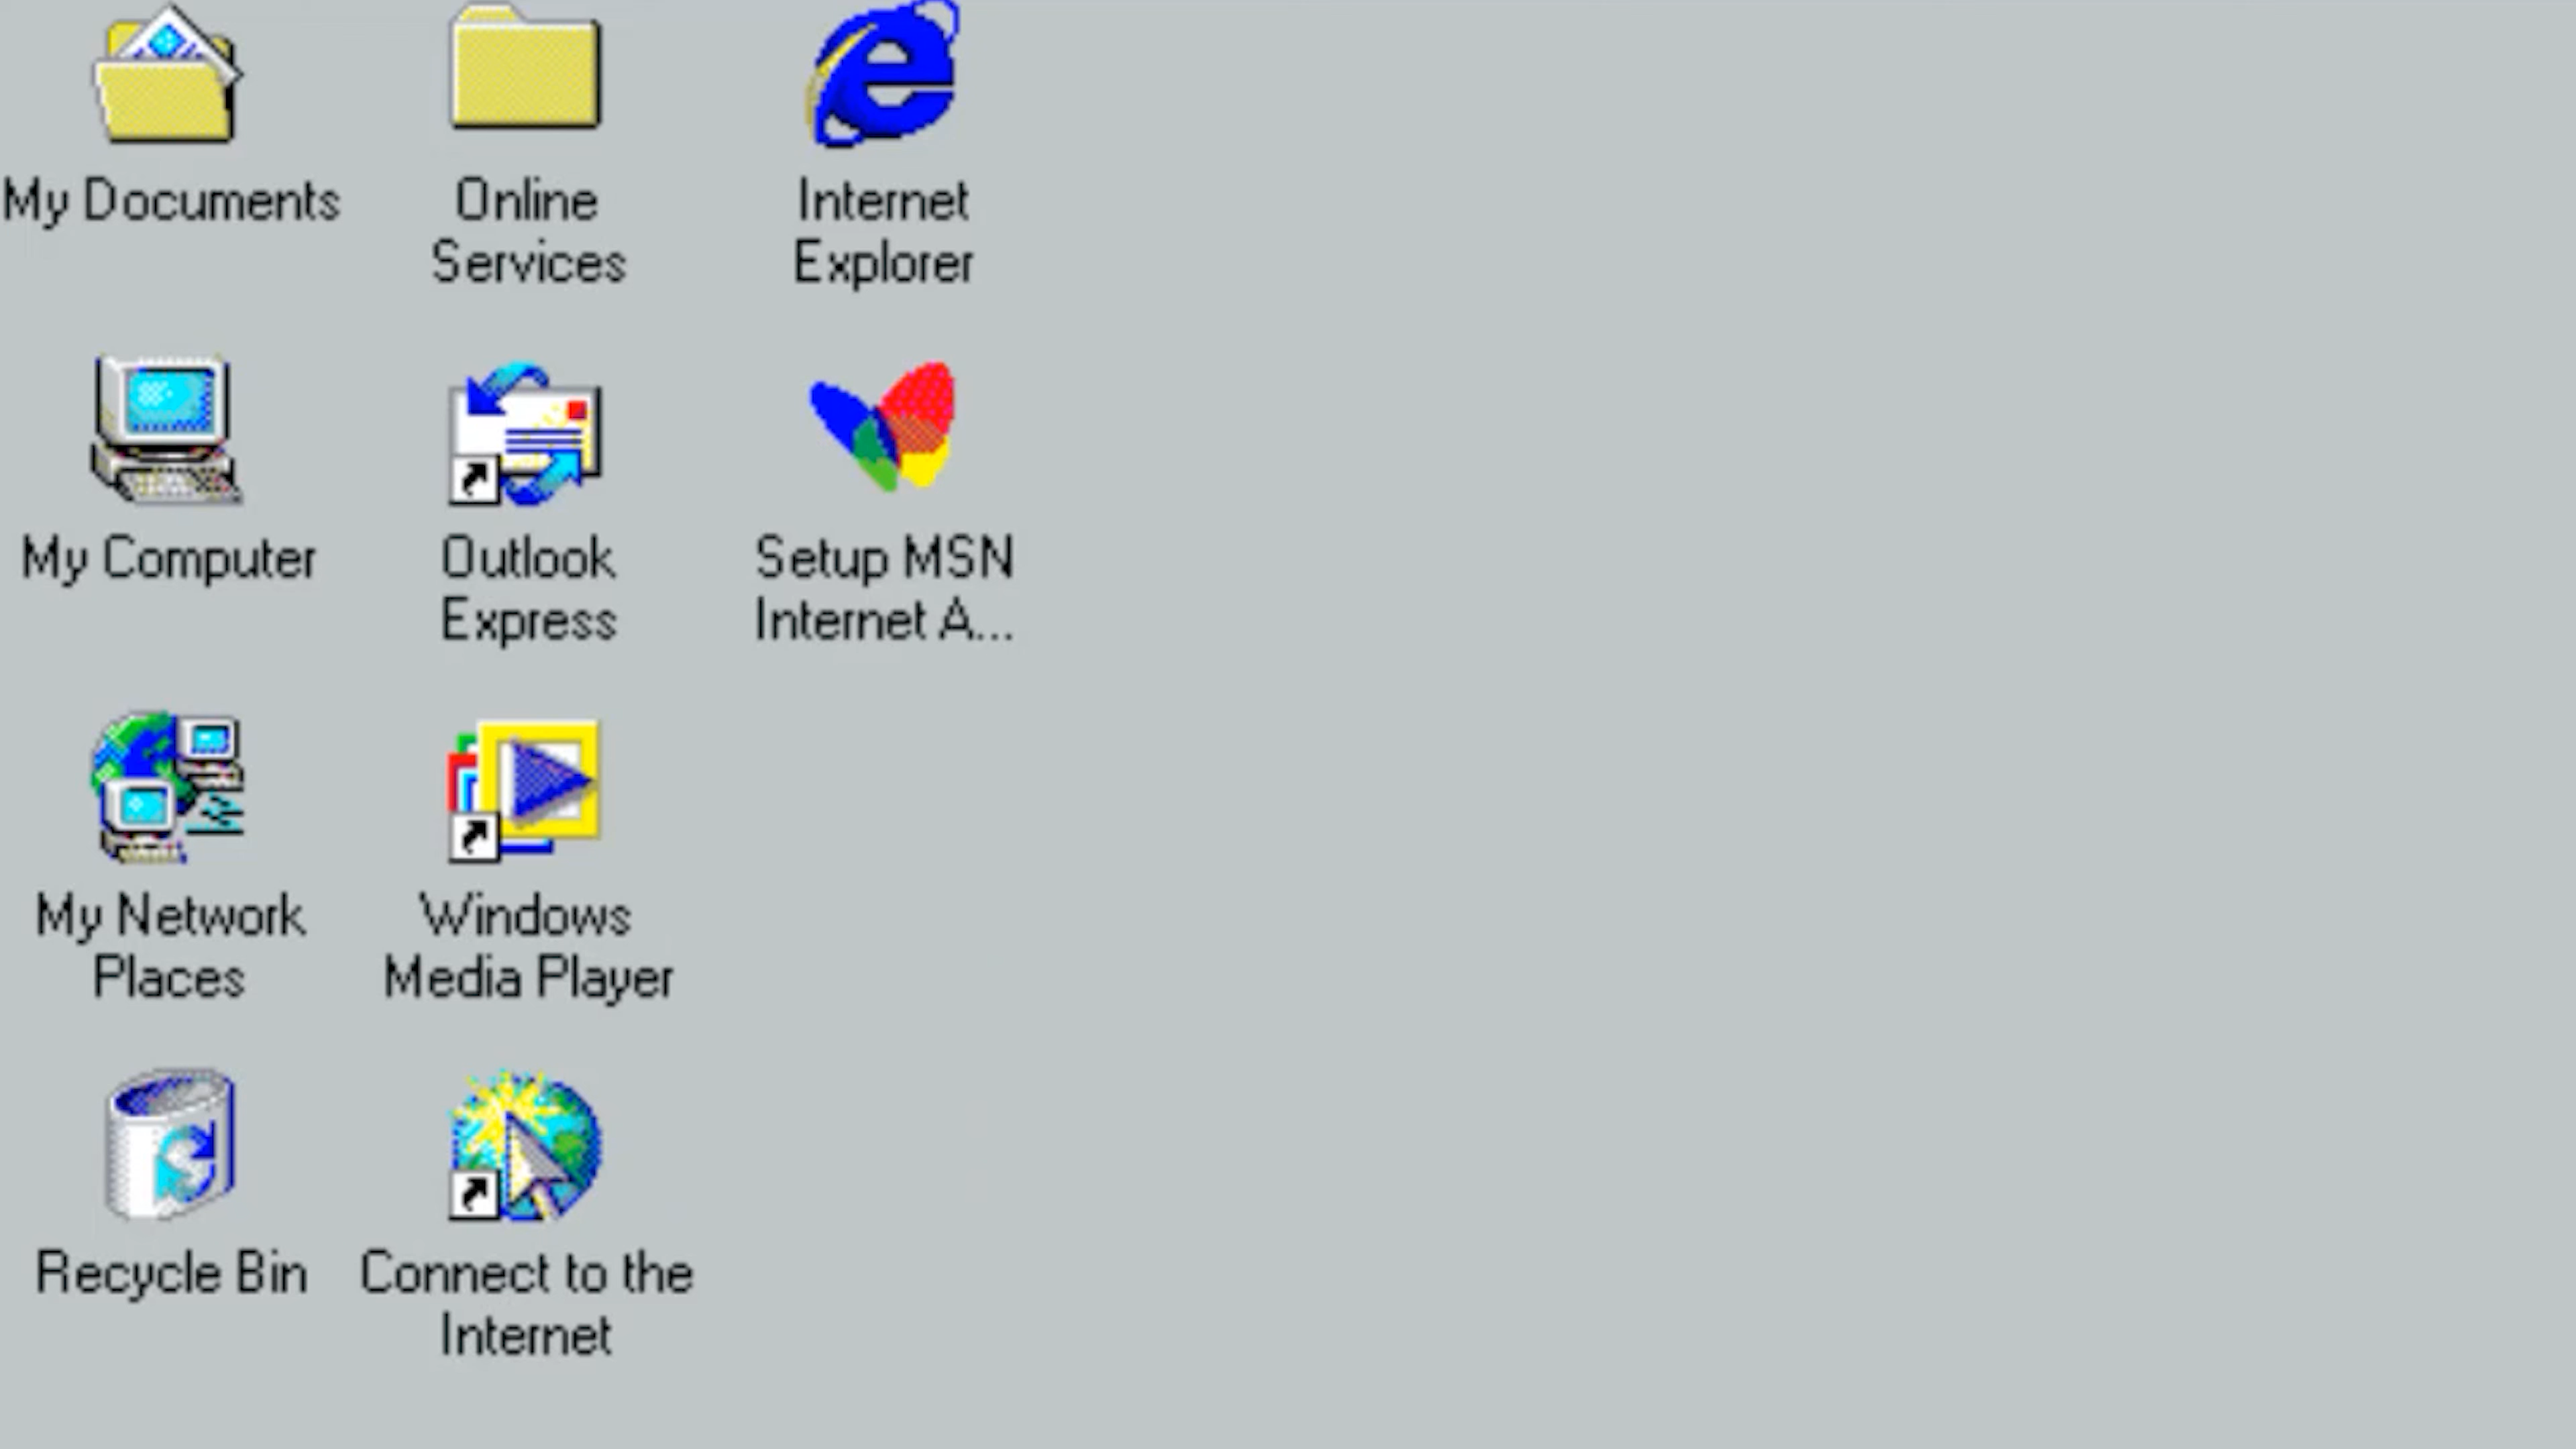 My Documents
Online
Services
Internet
Explorer
My Computer
Outlook
Express
Setup MSN
Internet A...
My Network
Places
Windows
Media Player
Recycle Bin
Connect to the
Internet